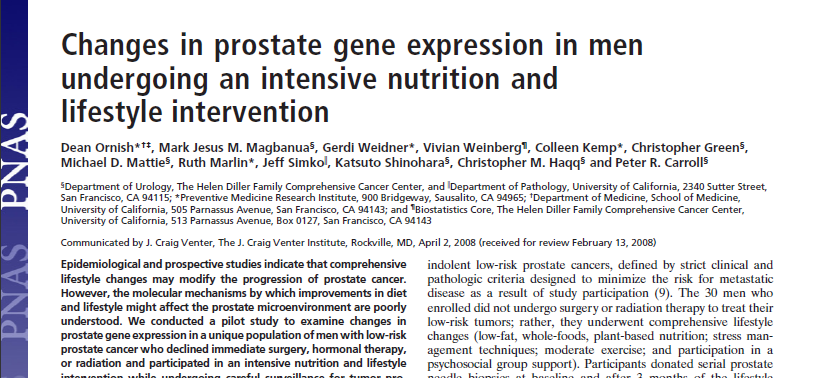 PNAS PNAS PNAS
Changes in prostate gene expression in men
undergoing an intensive nutrition and
lifestyle intervention
Dean Ornish*†‡, Mark Jesus M. Magbanua§, Gerdi Weidner*, Vivian Weinberg¶, Colleen Kemp*, Christopher Green§,
Michael D. Mattie§, Ruth Marlin*, Jeff Simko‖, Katsuto Shinohara§, Christopher M. Haqq§ and Peter R. Carroll§
§Department of Urology, The Helen Diller Family Comprehensive Cancer Center, and ‖Department of Pathology, University of California, 2340 Sutter Street,
San Francisco, CA 94115; *Preventive Medicine Research Institute, 900 Bridgeway, Sausalito, CA 94965; †Department of Medicine, School of Medicine,
University of California, 505 Parnassus Avenue, San Francisco, CA 94143; and ¶Biostatistics Core, The Helen Diller Family Comprehensive Cancer Center,
University of California, 513 Parnassus Avenue, Box 0127, San Francisco, CA 94143
Communicated by J. Craig Venter, The J. Craig Venter Institute, Rockville, MD, April 2, 2008 (received for review February 13, 2008)
Epidemiological and prospective studies indicate that comprehensive
lifestyle changes may modify the progression of prostate cancer.
However, the molecular mechanisms by which improvements in diet
and lifestyle might affect the prostate microenvironment are poorly
understood. We conducted a pilot study to examine changes in
prostate gene expression in a unique population of men with low-risk
prostate cancer who declined immediate surgery, hormonal therapy,
or radiation and participated in an intensive nutrition and lifestyle
intervention while undergoing careful surveillance for tumor pro-
indolent low-risk prostate cancers, defined by strict clinical and
pathologic criteria designed to minimize the risk for metastatic
disease as a result of study participation (9). The 30 men who
enrolled did not undergo surgery or radiation therapy to treat their
low-risk tumors; rather, they underwent comprehensive lifestyle
changes (low-fat, whole-foods, plant-based nutrition; stress man-
agement techniques; moderate exercise; and participation in a
psychosocial group support). Participants donated serial prostate
needle biopsies at baseline and after 3 months of the lifestyle